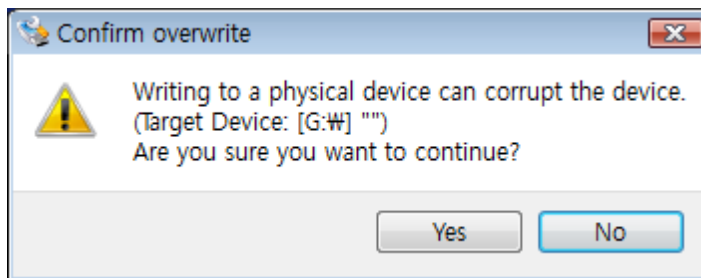 Confirm overwrite
Writing to a physical device can corrupt the device.
(Target Device: [G:₩] "")
Are you sure you want to continue?
Yes
No